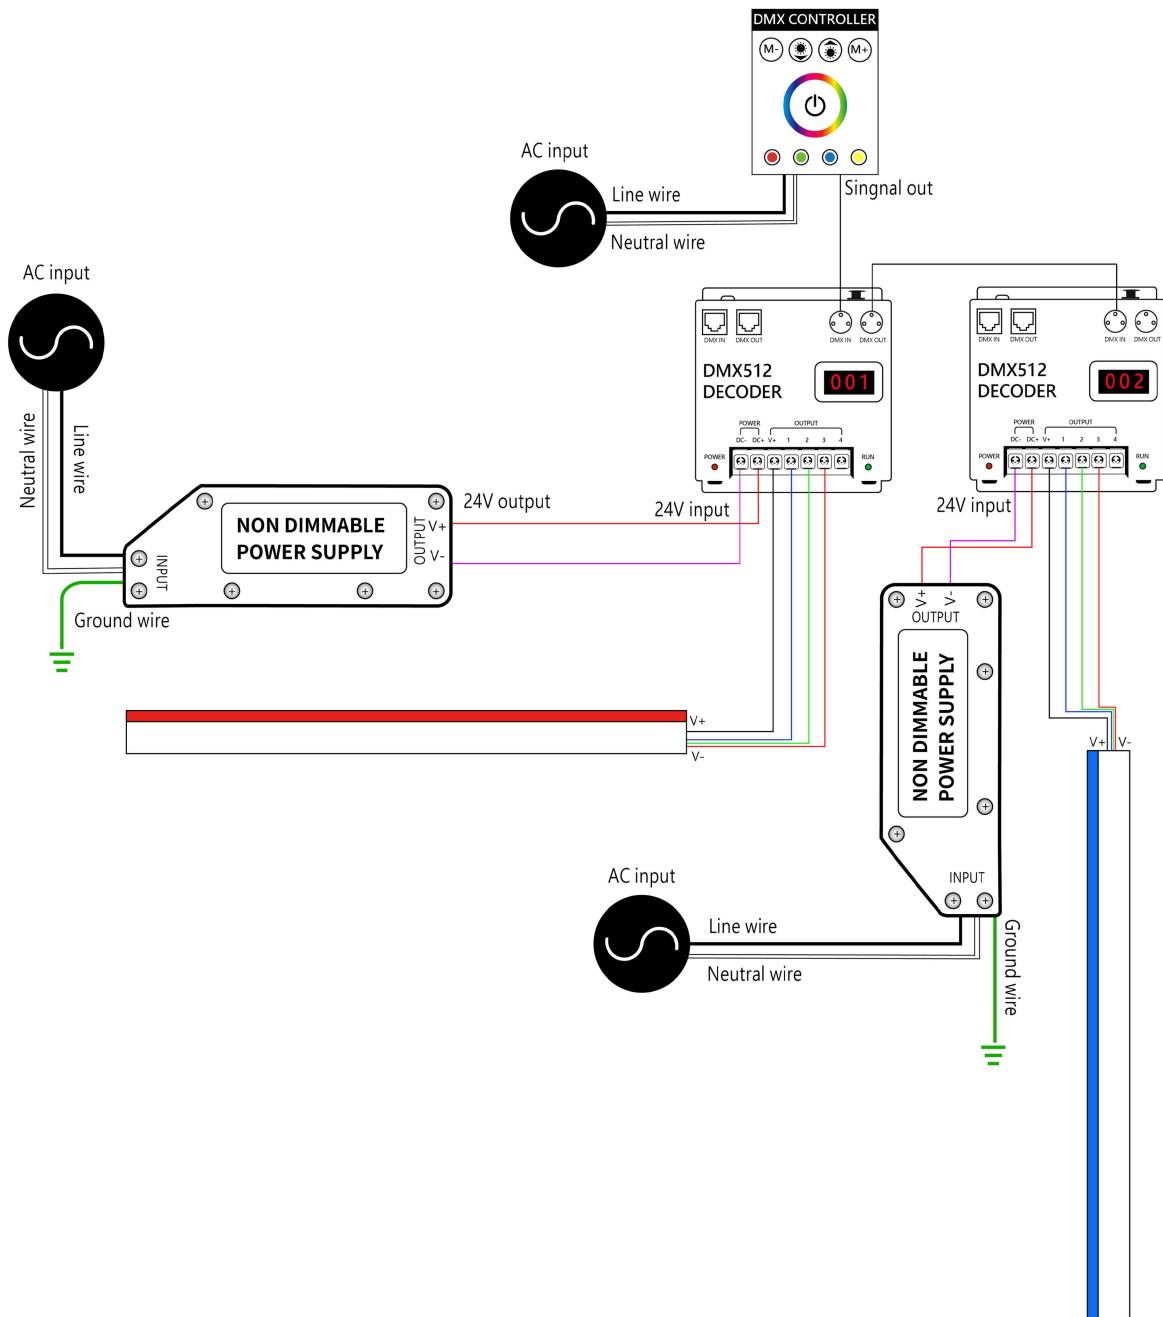 DMX CONTROLLER
M-
M+
AC input
Line wire
Neutral wire
Singnal out
AC input
Neutral wire
Line wire
DMX IN
DMX OUT
DMX IN
DMX OUT
DMX512
DECODER
001
POWER
OUTPUT
DC-
DC+
V+
1
2
3
4
POWER
RUN
DMX IN
DMX OUT
DMX IN
DMX OUT
DMX512
DECODER
002
POWER
OUTPUT
DC-
DC+
V+
1
2
3
4
POWER
RUN
24V output
24V input
24V input
NON DIMMABLE
POWER SUPPLY
INPUT
OUTPUT
V+
V-
Ground wire
V+
V-
OUTPUT
NON DIMMABLE
POWER SUPPLY
INPUT
V+
V-
V+
V-
AC input
Line wire
Neutral wire
Ground wire